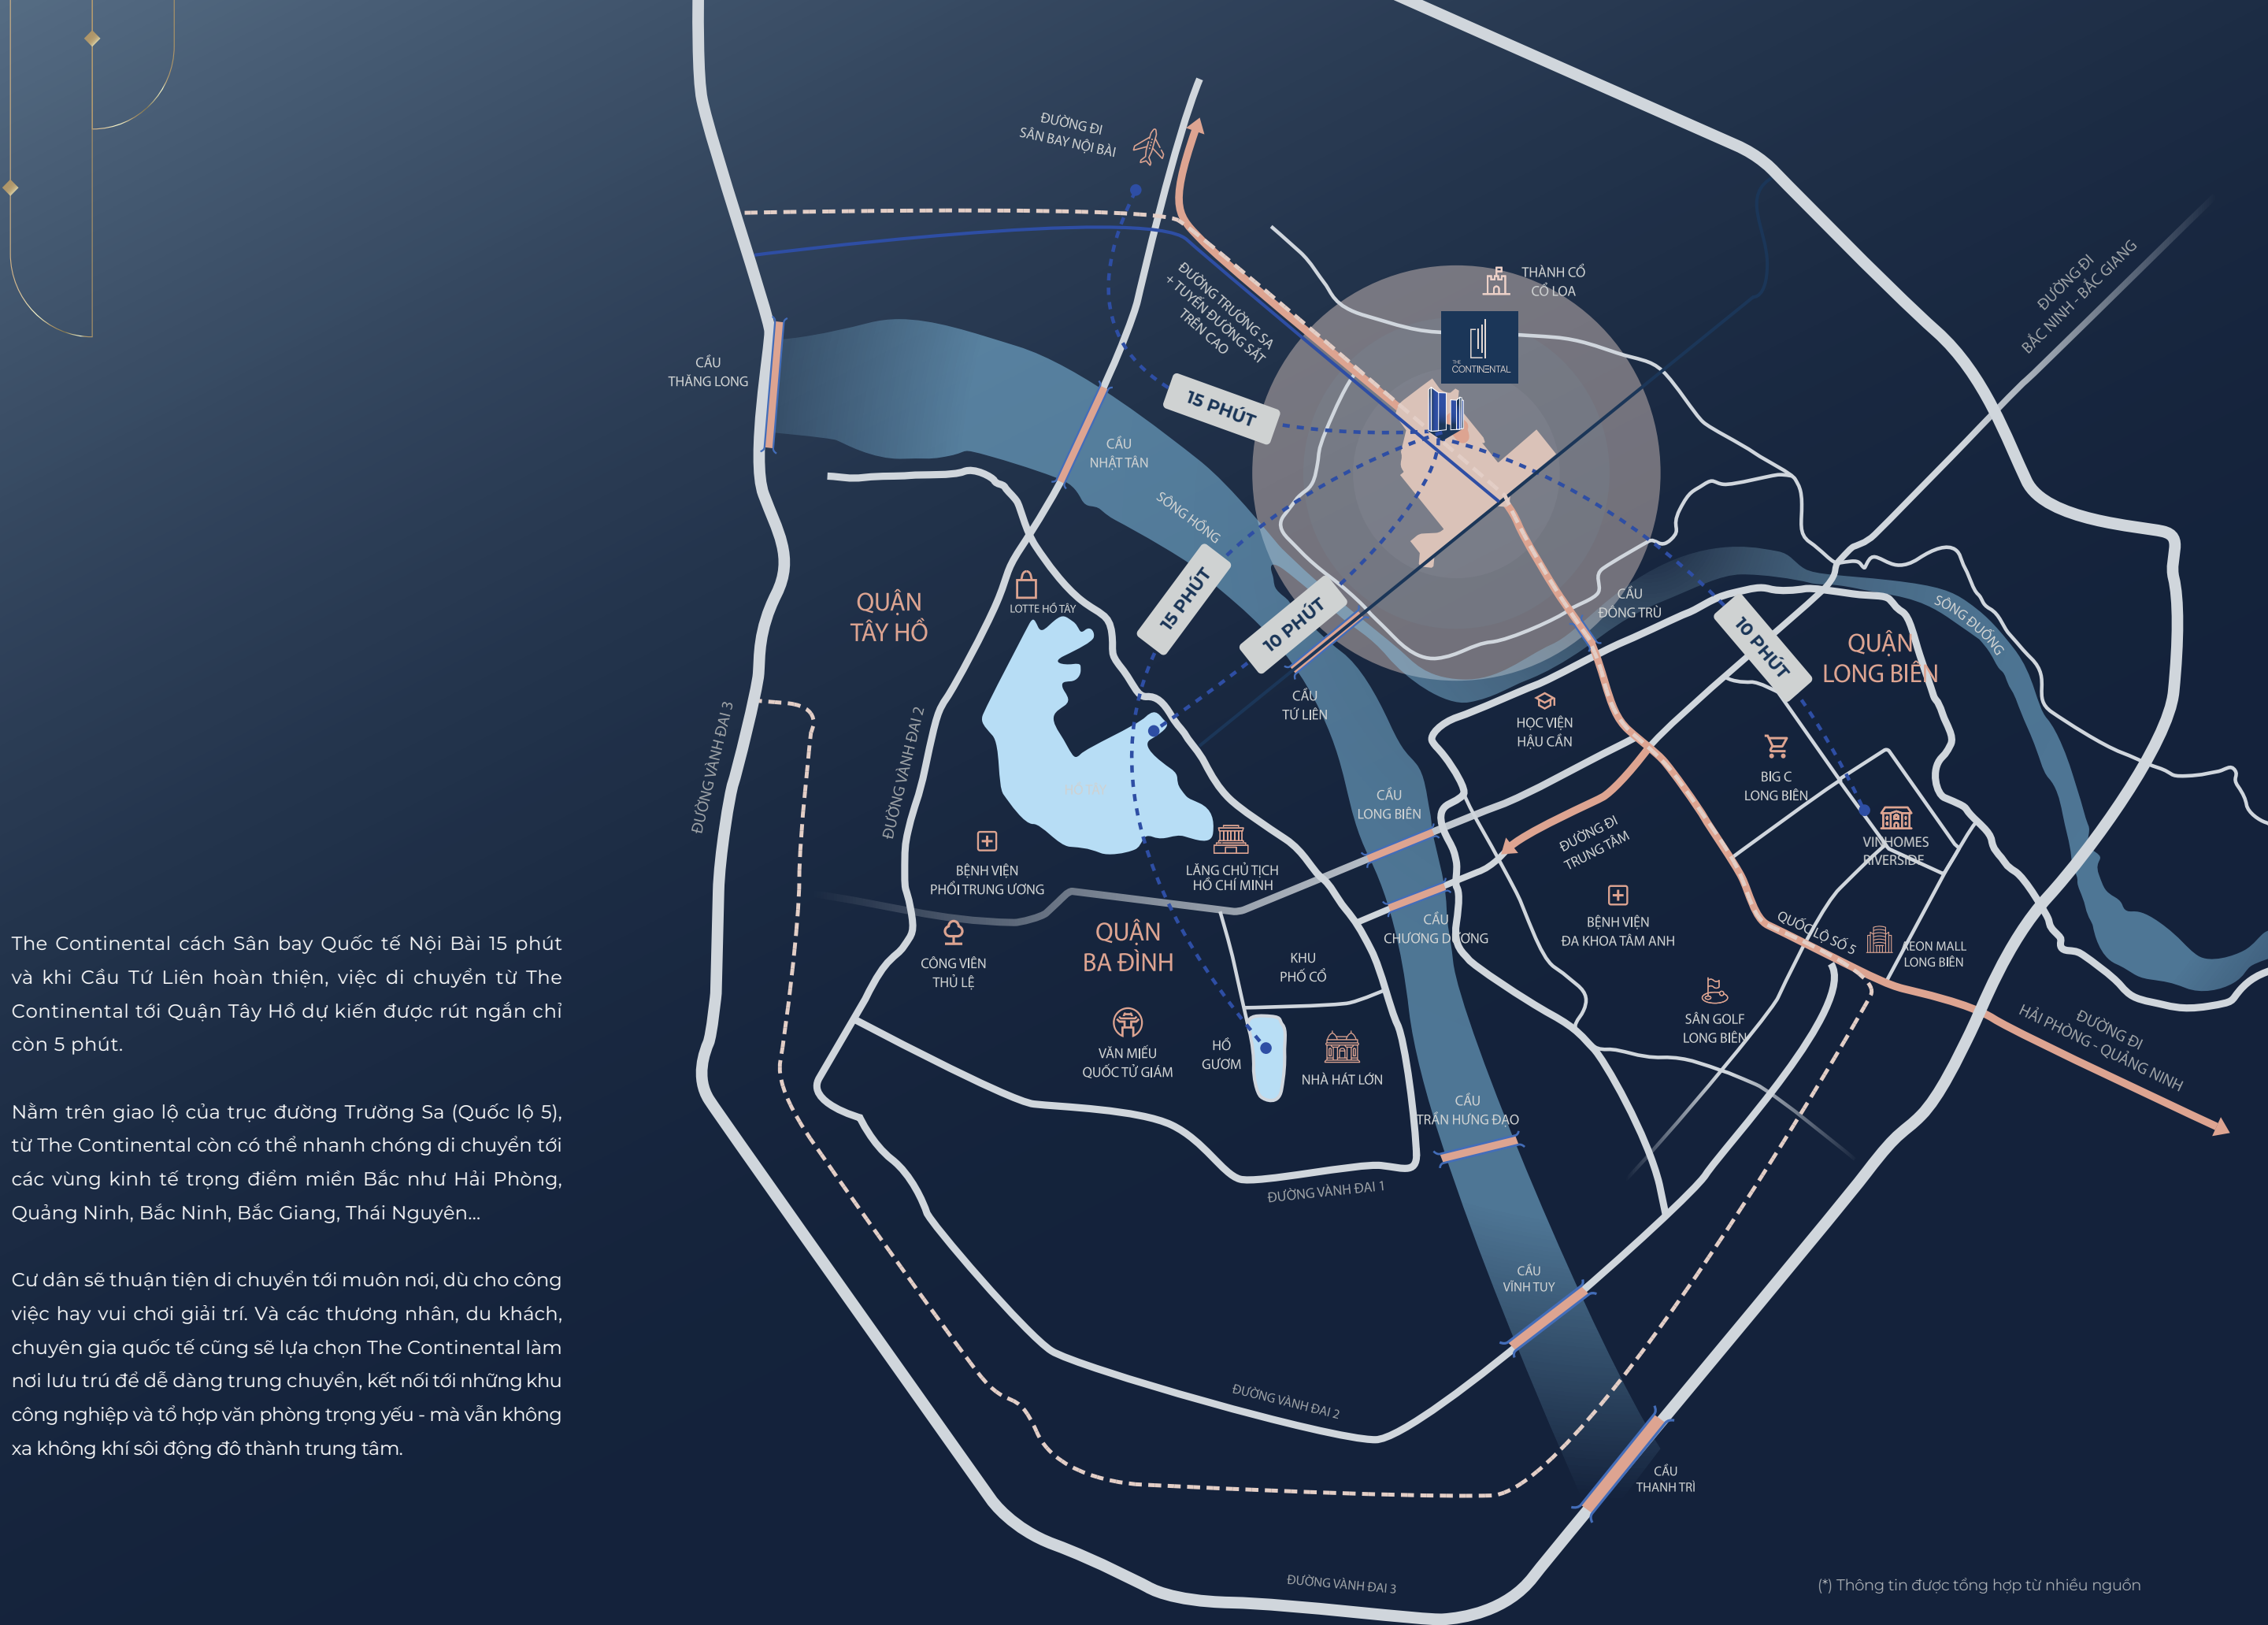 ĐƯỜNG ĐI
SÂN BAY NỘI BÀI
THÀNH CỔ
CỔ LOA
ĐƯỜNG ĐI
BẮC NINH - BẮC GIANG
ĐƯỜNG TRƯỜNG SA
+ TUYẾN ĐƯỜNG SẮT
TRÊN CAO
THE
CONTINENTAL
CẦU
THĂNG LONG
15 PHÚT
CẦU
NHẬT TÂN
SÔNG HỒNG
15 PHÚT
10 PHÚT
10 PHÚT
CẦU
ĐÔNG TRÙ
SÔNG ĐUỐNG
QUẬN
TÂY HỒ
LOTTE HỒ TÂY
QUẬN
LONG BIÊN
CẦU
TỨ LIÊN
HỌC VIỆN
HẬU CẦN
ĐƯỜNG VÀNH ĐAI 3
ĐƯỜNG VÀNH ĐAI 2
BIG C
LONG BIÊN
CẦU
LONG BIÊN
ĐƯỜNG ĐI
TRUNG TÂM
VINHOMES
RIVERSIDE
BỆNH VIỆN
PHỔI TRUNG ƯƠNG
LĂNG CHỦ TỊCH
HỒ CHÍ MINH
BỆNH VIỆN
ĐA KHOA TÂM ANH
CẦU
CHƯƠNG DƯƠNG
QUỐC LỘ SỐ 5
AEON MALL
LONG BIÊN
QUẬN
BA ĐÌNH
CÔNG VIÊN
THỦ LỆ
KHU
PHỐ CỔ
SÂN GOLF
LONG BIÊN
ĐƯỜNG ĐI
HẢI PHÒNG - QUẢNG NINH
VĂN MIẾU
QUỐC TỬ GIÁM
HỒ
GƯƠM
NHÀ HÁT LỚN
CẦU
TRẦN HƯNG ĐẠO
ĐƯỜNG VÀNH ĐAI 1
CẦU
VĨNH TUY
ĐƯỜNG VÀNH ĐAI 2
CẦU
THANH TRÌ
ĐƯỜNG VÀNH ĐAI 3
The Continental cách Sân bay Quốc tế Nội Bài 15 phút
và khi Cầu Tứ Liên hoàn thiện, việc di chuyển từ The
Continental tới Quận Tây Hồ dự kiến được rút ngắn chỉ
còn 5 phút.
Nằm trên giao lộ của trục đường Trường Sa (Quốc lộ 5),
từ The Continental còn có thể nhanh chóng di chuyển tới
các vùng kinh tế trọng điểm miền Bắc như Hải Phòng,
Quảng Ninh, Bắc Ninh, Bắc Giang, Thái Nguyên...
Cư dân sẽ thuận tiện di chuyển tới muôn nơi, dù cho công
việc hay vui chơi giải trí. Và các thương nhân, du khách,
chuyên gia quốc tế cũng sẽ lựa chọn The Continental làm
nơi lưu trú để dễ dàng trung chuyển, kết nối tới những khu
công nghiệp và tổ hợp văn phòng trọng yếu - mà vẫn không
xa không khí sôi động đô thành trung tâm.
(*) Thông tin được tổng hợp từ nhiều nguồn